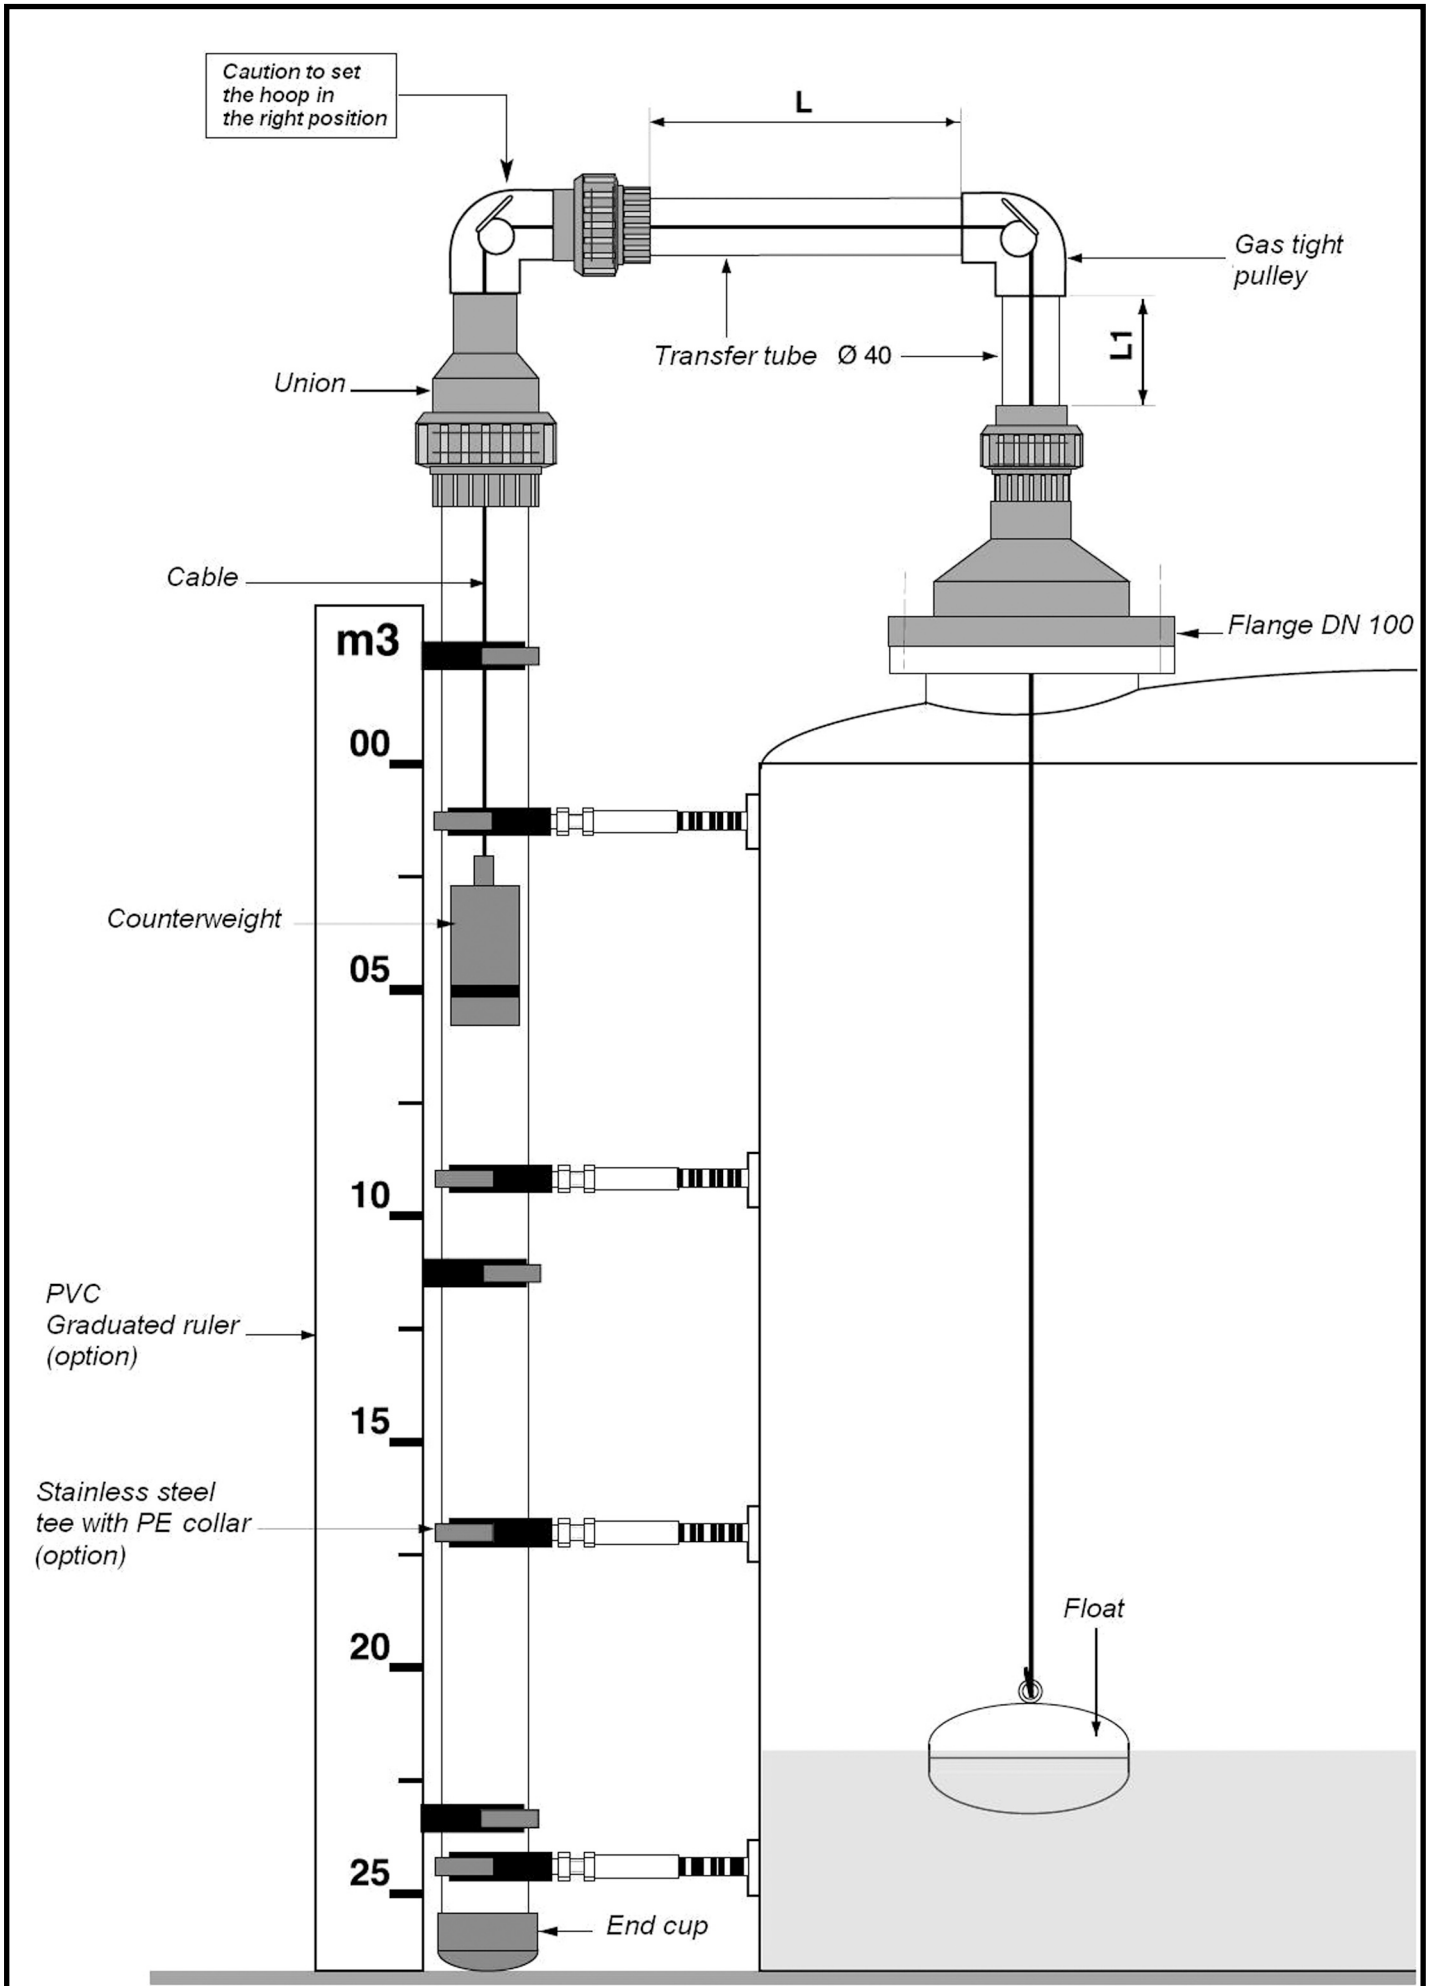 Caution to set
the hoop in
the right position
L
Gas tight
pulley
Transfer tube Ø 40
L1
Union
Cable
Flange DN 100
m3
00
Counterweight
05
10
PVC
Graduated ruler
(option)
15
Stainless steel
tee with PE collar
(option)
Float
20
25
End cup